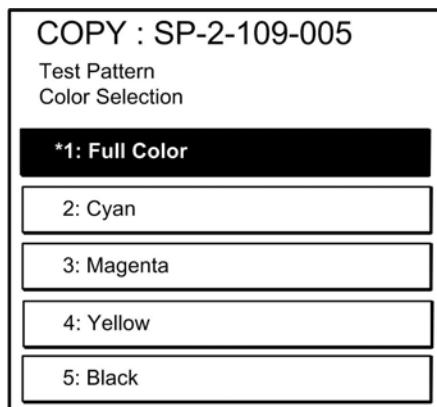 COPY : SP-2-109-005
Test Pattern
Color Selection
*1: Full Color
2: Cyan
3: Magenta
4: Yellow
5: Black